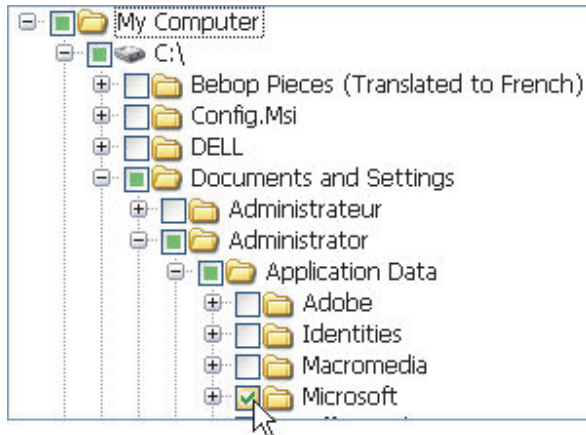 My Computer
C:\
Bebop Pieces (Translated to French)
Config.Msi
DELL
Documents and Settings
Administrateur
Administrator
Application Data
Adobe
Identities
Macromedia
Microsoft